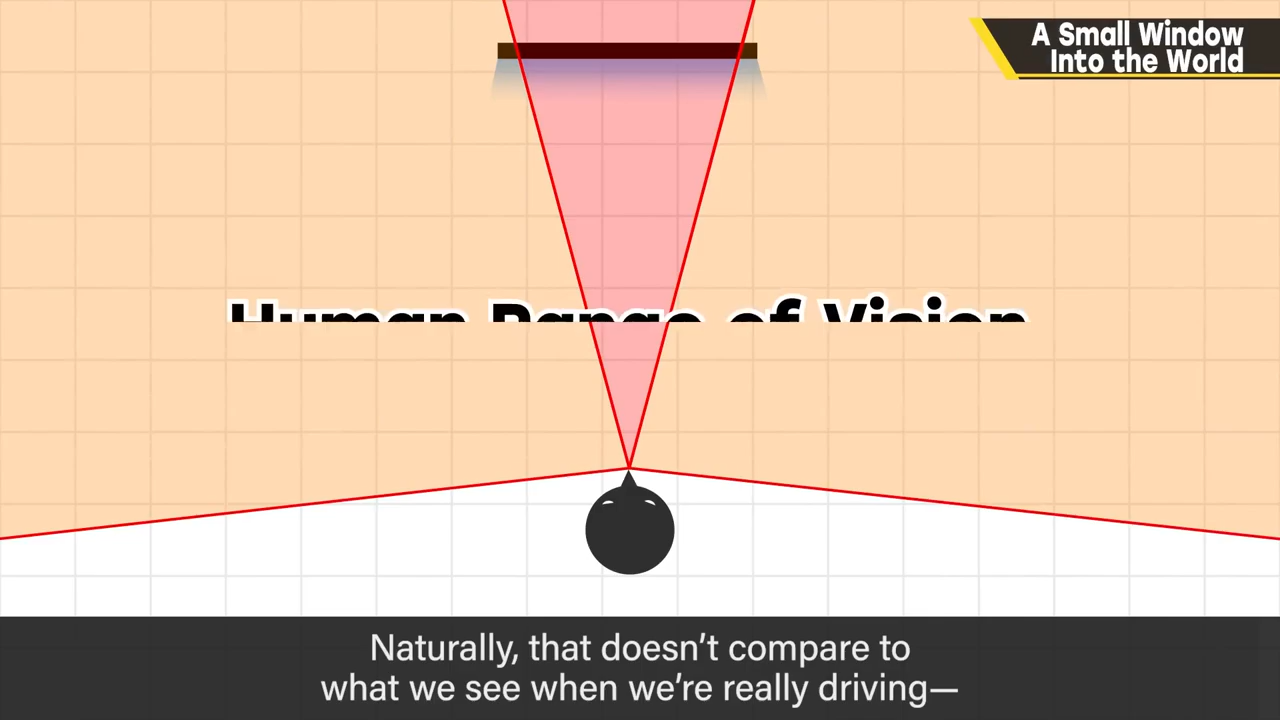 A Small Window
Into the World
Human Range of Vision
Naturally, that doesn't compare to
what we see when we're really driving—